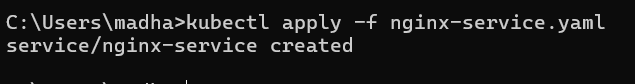 C:\Users\madha>kubectl apply -f nginx-service.yaml
service/nginx-service created